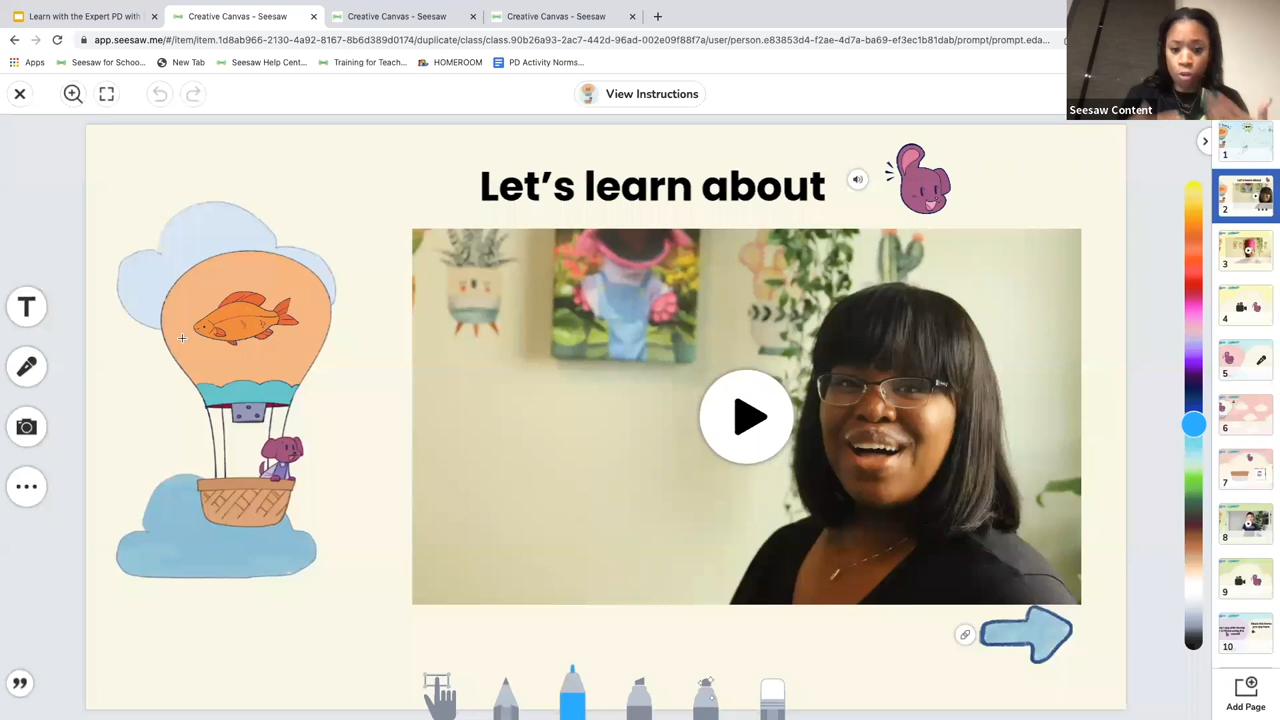 Learn with the Expert PD with
Creative Canvas - Seesaw
Creative Canvas - Seesaw
Creative Canvas - Seesaw
app.seesaw.me/#/item/item.1d8ab966-2130-4a92-8167-8b6d389d0174/duplicate/class/class.90b26a93-2ac7-442d-96ad-002e09f88f7a/user/person.e83853d4-f2ae-4d7a-ba69-ef3ec1b81dab/prompt/prompt.eda...
Apps
Seesaw for Schoo...
New Tab
Seesaw Help Cent...
Training for Teach...
HOMEROOM
PD Activity Norms...
Seesaw Content
View Instructions
Let's learn about
T
1
2
3
4
5
6
7
8
9
10
Add Page